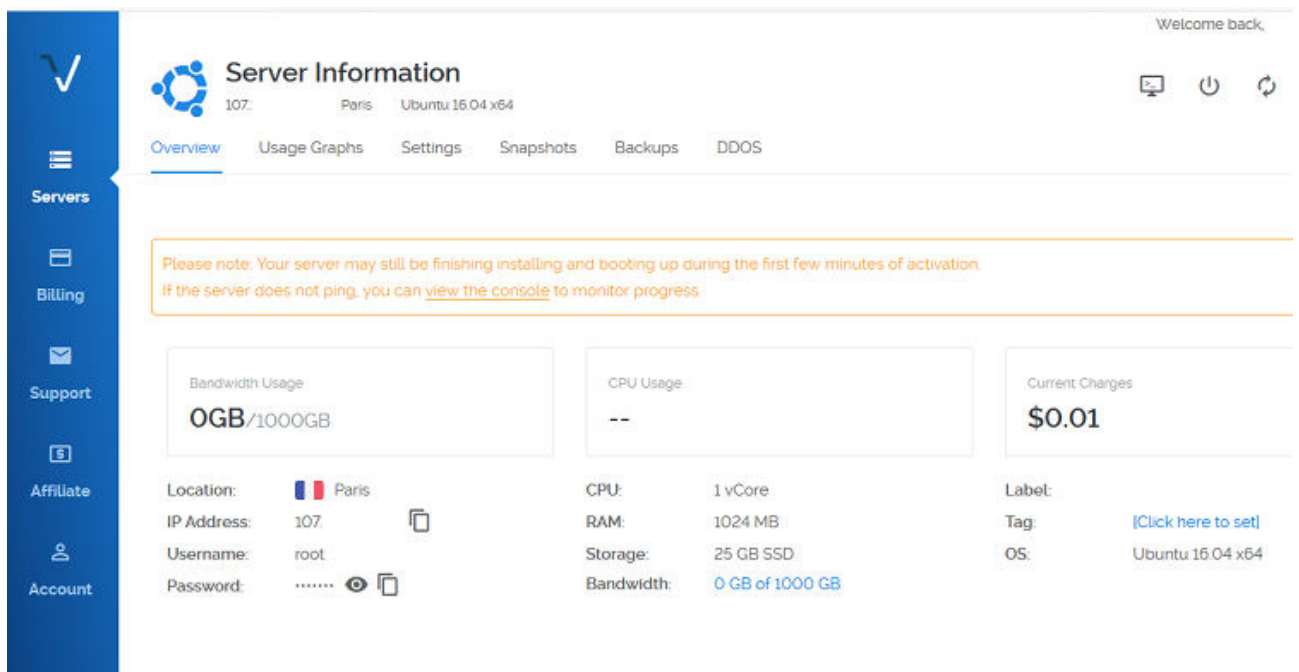 Welcome back,
Server Information
107. Paris Ubuntu 16.04 x64
Overview Usage Graphs Settings Snapshots Backups DDOS
Servers
Billing
Support
Affiliate
Account
Please note: Your server may still be finishing installing and booting up during the first few minutes of activation.
If the server does not ping, you can view the console to monitor progress
Bandwidth Usage
0GB/1000GB
CPU Usage
--
Current Charges
$0.01
Location: Paris
IP Address: 107.
Username: root
Password: ·······
CPU: 1 vCore
RAM: 1024 MB
Storage: 25 GB SSD
Bandwidth: 0 GB of 1000 GB
Label:
Tag: [Click here to set]
OS: Ubuntu 16.04 x64